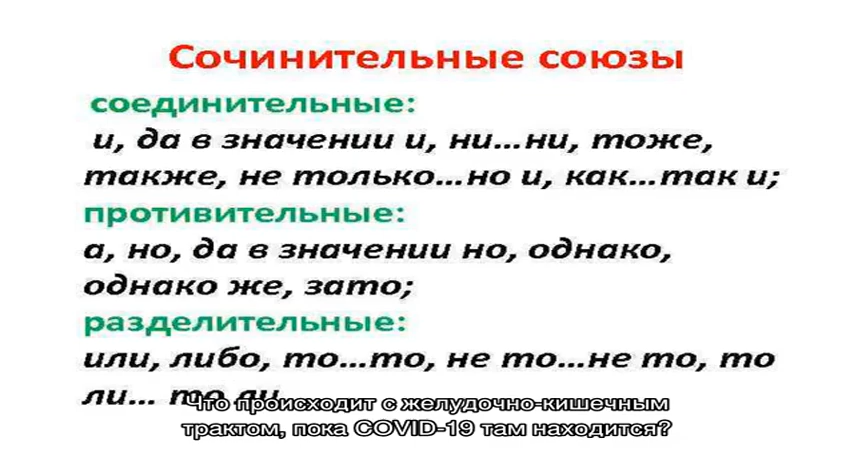 Сочинительные союзы
соединительные:
и, да в значении и, ни...ни, тоже,
также, не только...но и, как...так и;
противительные:
а, но, да в значении но, однако,
однако же, зато;
разделительные:
или, либо, то...то, не то...не то, то
ли... то ли
Что происходит с желудочно-кишечным
трактом, пока COVID-19 там находится?